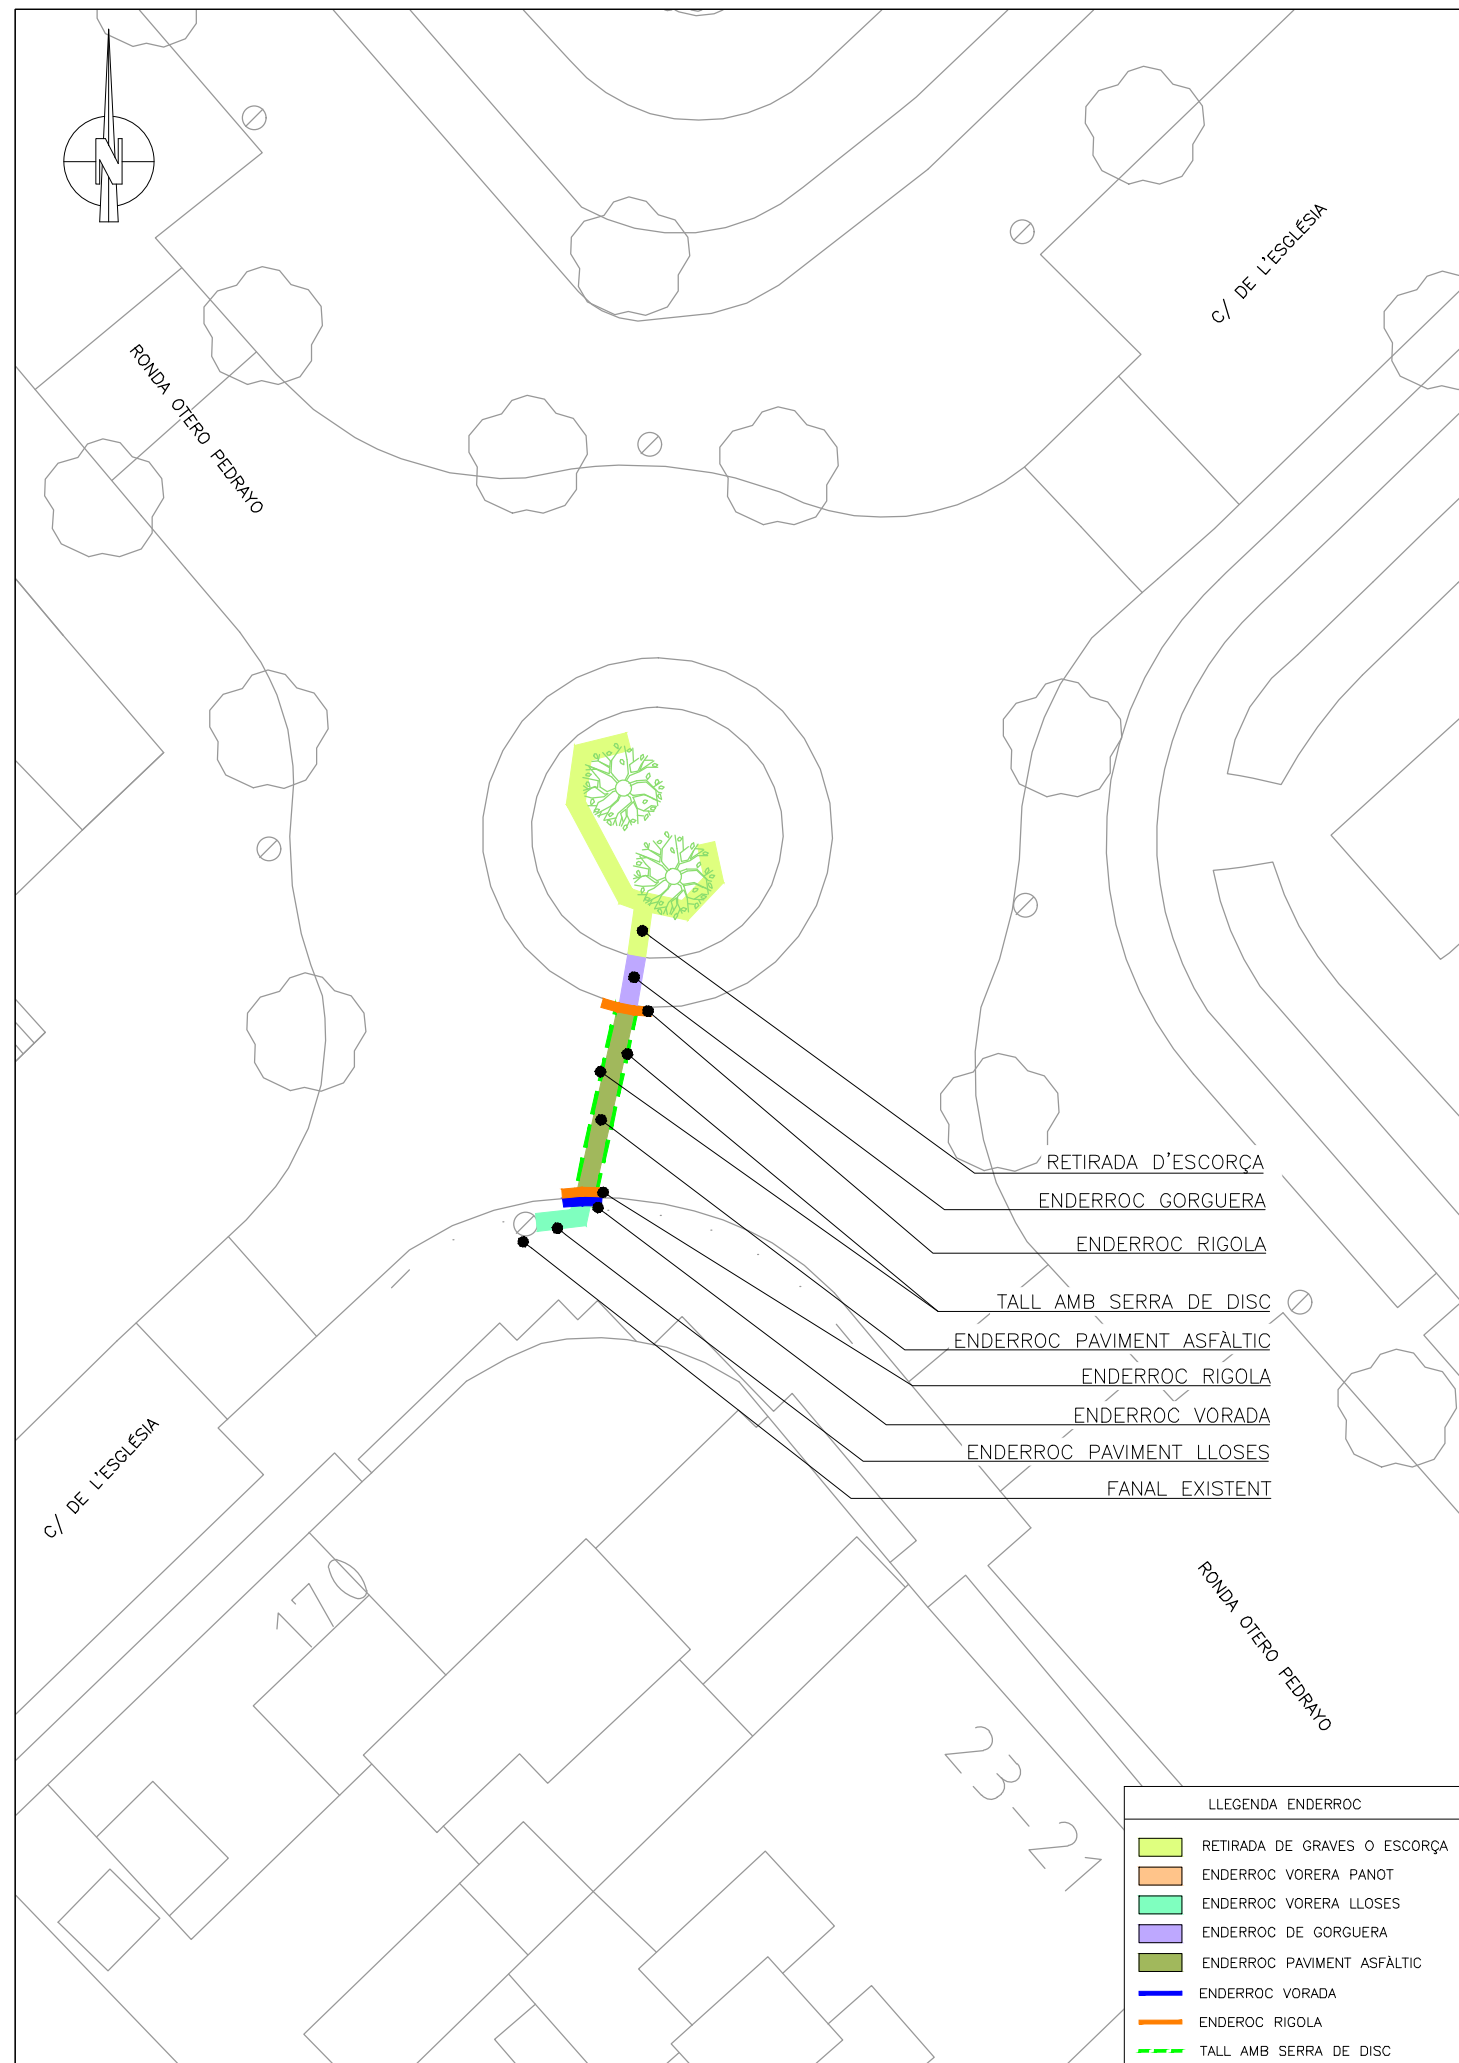 N
C/ DE L'ESGLÉSIA
RONDA OTERO PEDRAYO
RETIRADA D'ESCORÇA
ENDERROC GORGUERA
ENDERROC RIGOLA
TALL AMB SERRA DE DISC
ENDERROC PAVIMENT ASFÀLTIC
ENDERROC RIGOLA
ENDERROC VORADA
ENDERROC PAVIMENT LLOSES
FANAL EXISTENT
C/ DE L'ESGLÉSIA
170
RONDA OTERO PEDRAYO
23-21
LLEGENDA ENDERROC
RETIRADA DE GRAVES O ESCORÇA
ENDERROC VORERA PANOT
ENDERROC VORERA LLOSES
ENDERROC DE GORGUERA
ENDERROC PAVIMENT ASFÀLTIC
ENDERROC VORADA
ENDEROC RIGOLA
TALL AMB SERRA DE DISC